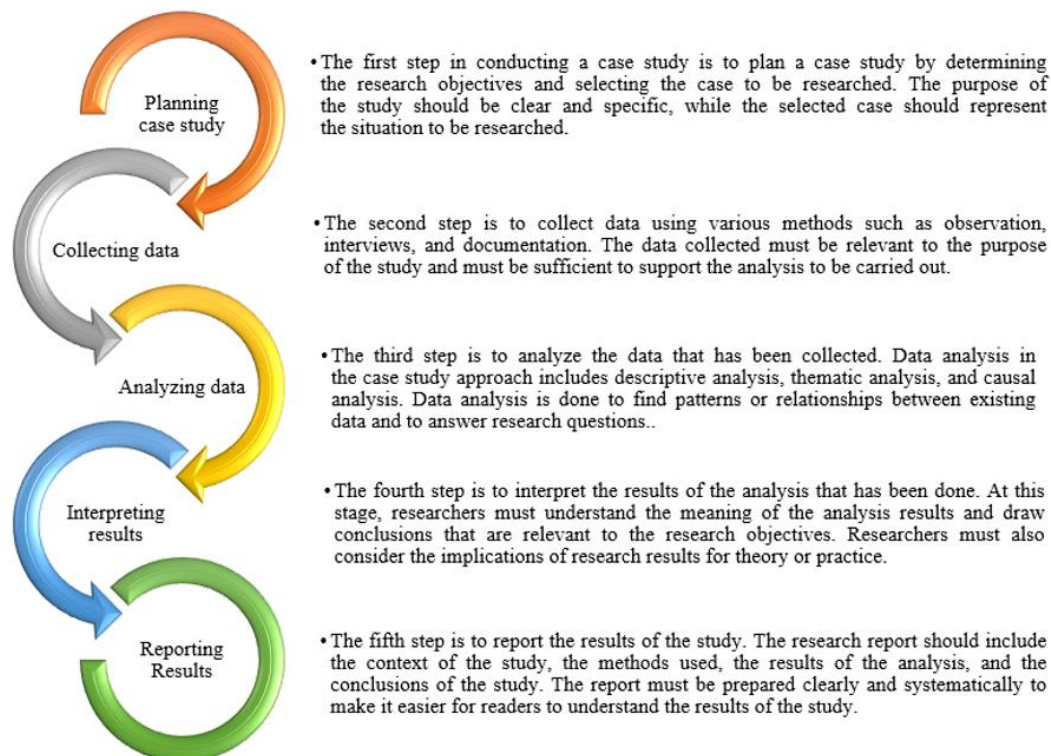 Planning
case study
• The first step in conducting a case study is to plan a case study by determining
the research objectives and selecting the case to be researched. The purpose of
the study should be clear and specific, while the selected case should represent
the situation to be researched.
Collecting data
• The second step is to collect data using various methods such as observation,
interviews, and documentation. The data collected must be relevant to the purpose
of the study and must be sufficient to support the analysis to be carried out.
Analyzing data
• The third step is to analyze the data that has been collected. Data analysis in
the case study approach includes descriptive analysis, thematic analysis, and causal
analysis. Data analysis is done to find patterns or relationships between existing
data and to answer research questions..
Interpreting
results
• The fourth step is to interpret the results of the analysis that has been done. At this
stage, researchers must understand the meaning of the analysis results and draw
conclusions that are relevant to the research objectives. Researchers must also
consider the implications of research results for theory or practice.
Reporting
Results
• The fifth step is to report the results of the study. The research report should include
the context of the study, the methods used, the results of the analysis, and the
conclusions of the study. The report must be prepared clearly and systematically to
make it easier for readers to understand the results of the study.